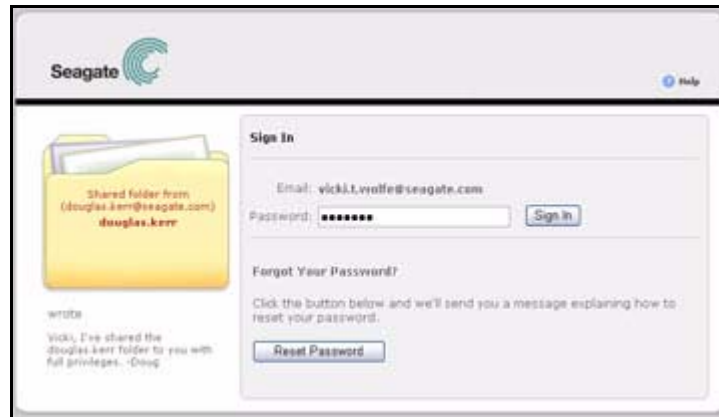 Seagate
Help
Shared folder from
(douglas.kerr@seagate.com)
douglas.kerr
wrote
Vicki, I've shared the
douglas.kerr folder to you with
full privileges. -Doug
Sign In
Email: vicki.t.wolfe@seagate.com
Password: •••••••
Sign In
Forgot Your Password?
Click the button below and we'll send you a message explaining how to
reset your password.
Reset Password